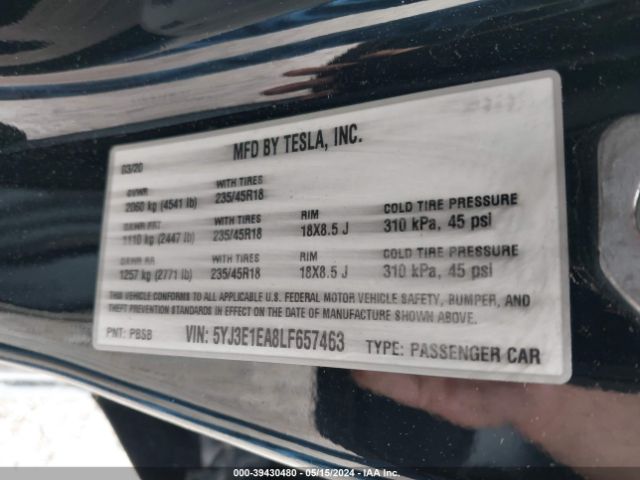 MFD BY TESLA, INC.
03/20
GVWR WITH TIRES
2060 kg (4541 lb) 235/45R18
GAWR FRT WITH TIRES RIM COLD TIRE PRESSURE
1110 kg (2447 lb) 235/45R18 18X8.5 J 310 kPa, 45 psi
GAWR RR WITH TIRES RIM COLD TIRE PRESSURE
1257 kg (2771 lb) 235/45R18 18X8.5 J 310 kPa, 45 psi
THIS VEHICLE CONFORMS TO ALL APPLICABLE U.S. FEDERAL MOTOR VEHICLE SAFETY, BUMPER, AND
THEFT PREVENTION STANDARDS IN EFFECT ON THE DATE OF MANUFACTURE SHOWN ABOVE.
PNT: PBSB VIN: 5YJ3E1EA8LF657463 TYPE: PASSENGER CAR
000-39430480 - 05/15/2024 - IAA Inc.